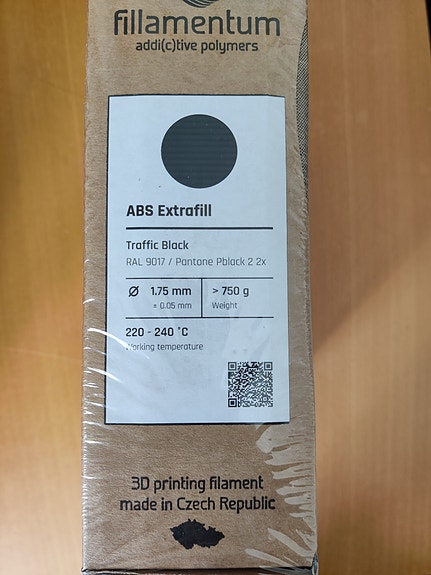 fillamentum
addi(c)tive polymers
ABS Extrafill
Traffic Black
RAL 9017 / Pantone Pblack 2 2x
Ø 1.75 mm
± 0.05 mm
> 750 g
Weight
220 - 240 °C
Working temperature
3D printing filament
made in Czech Republic